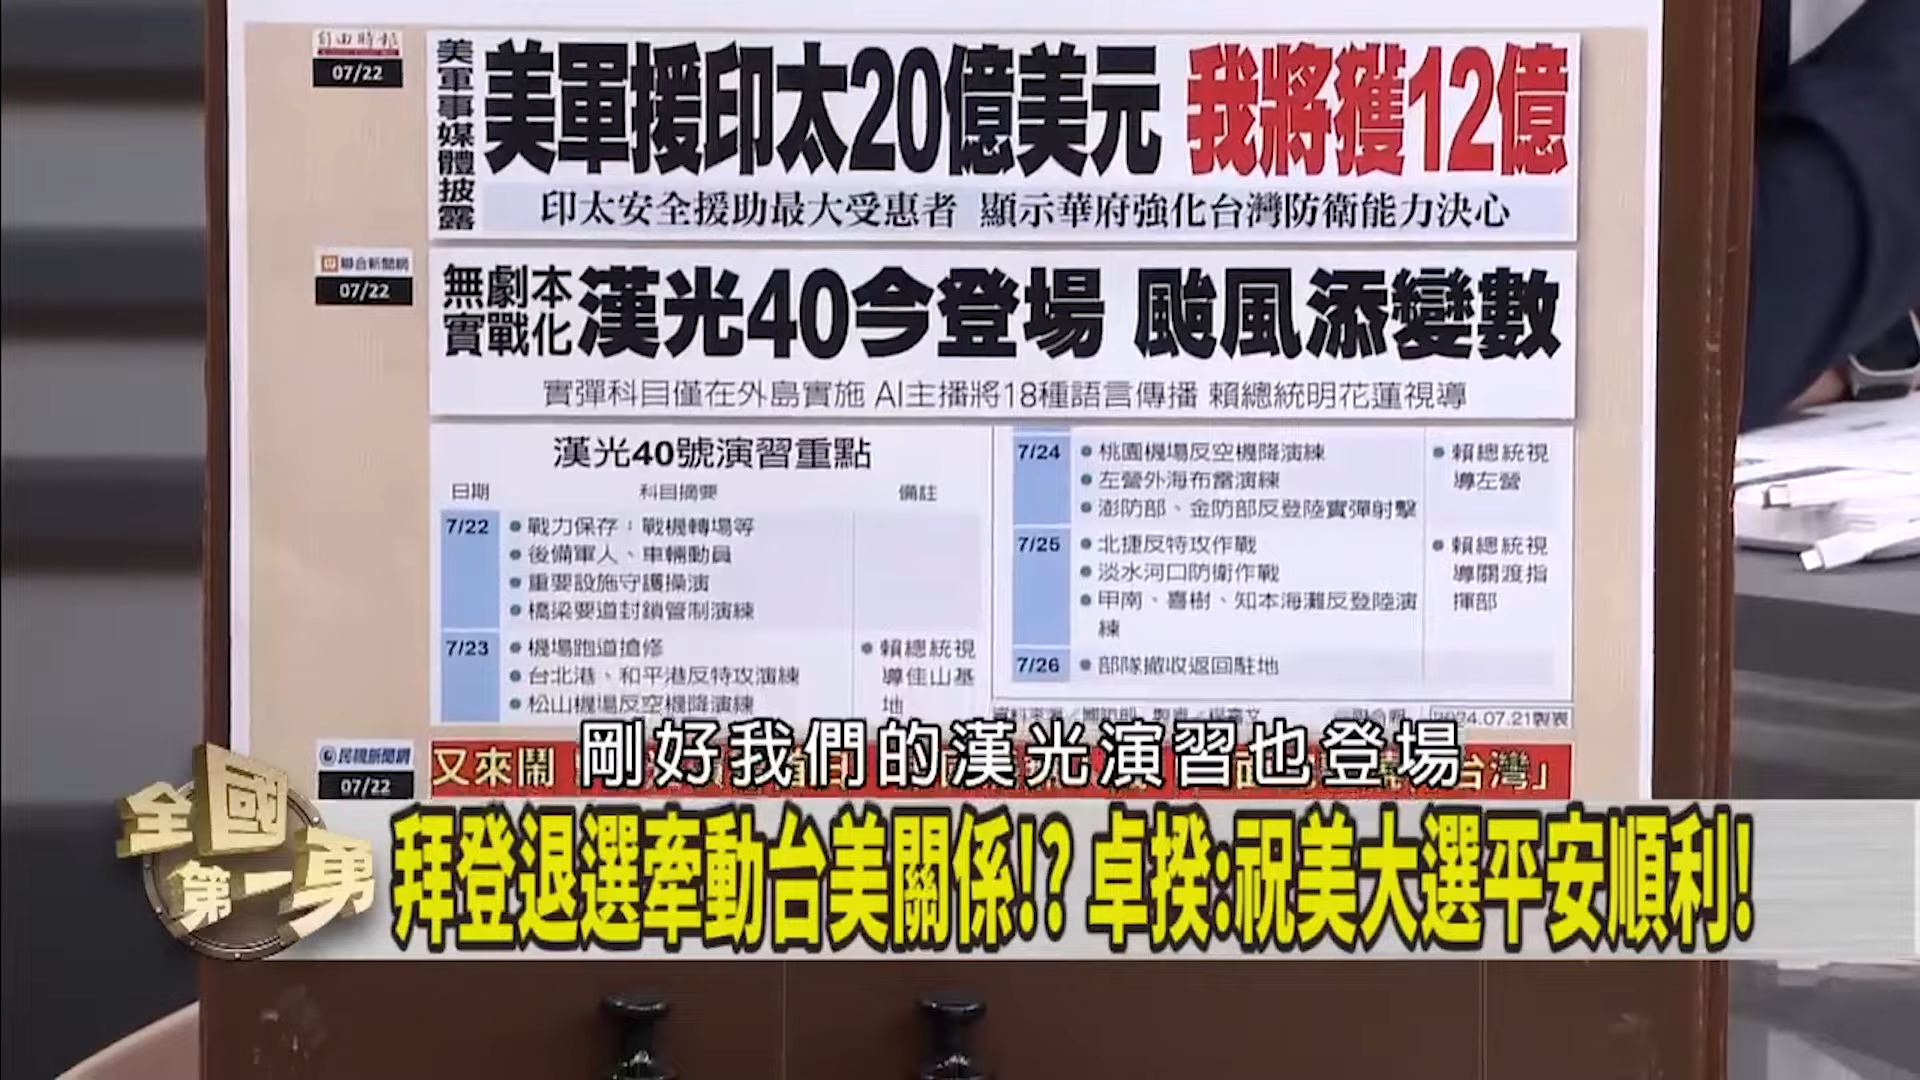 自由時報
07/22
美軍事媒體披露
美軍援印太20億美元 我將獲12億
印太安全援助最大受惠者 顯示華府強化台灣防衛能力決心
聯合新聞網
07/22
無劇本
實戰化
漢光40今登場 颱風添變數
實彈科目僅在外島實施 AI主播將18種語言傳播 賴總統明花蓮視導
漢光40號演習重點
日期 科目摘要 備註
7/22
戰力保存：戰機轉場等
後備軍人、車輛動員
重要設施守護操演
橋梁要道封鎖管制演練
7/23
機場跑道搶修
台北港、和平港反特攻演練
松山機場反空機降演練
賴總統視
導佳山基
地
7/24
桃園機場反空機降演練
左營外海布雷演練
澎防部、金防部反登陸實彈射擊
賴總統視
導左營
7/25
北捷反特攻作戰
淡水河口防衛作戰
甲南、喜樹、知本海灘反登陸演
練
賴總統視
導關渡指
揮部
7/26
部隊撤收返回駐地
2024.07.21製表
民視新聞網
07/22
又來鬧
台灣」
剛好我們的漢光演習也登場
全國第一勇
拜登退選牽動台美關係!? 卓揆:祝美大選平安順利!